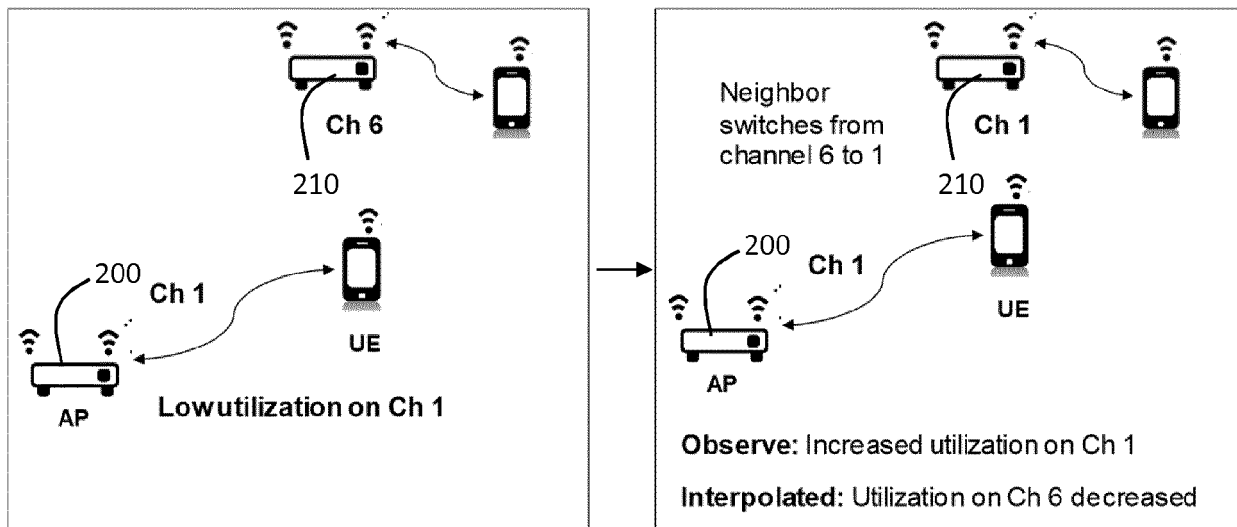 Ch 6
210
200
Ch 1
UE
AP
Low utilization on Ch 1
Neighbor
switches from
channel 6 to 1
Ch 1
210
200
Ch 1
UE
AP
Observe: Increased utilization on Ch 1
Interpolated: Utilization on Ch 6 decreased